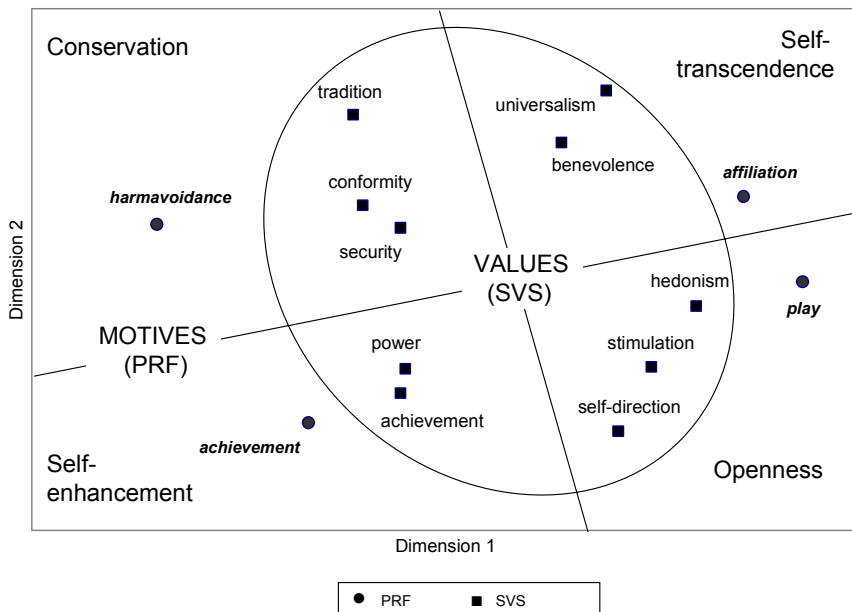 Conservation
Self-
transcendence
tradition
universalism
benevolence
conformity
affiliation
harmavoidance
security
VALUES
(SVS)
hedonism
play
MOTIVES
(PRF)
power
stimulation
achievement
self-direction
achievement
Self-
enhancement
Openness
Dimension 2
Dimension 1
PRF
SVS